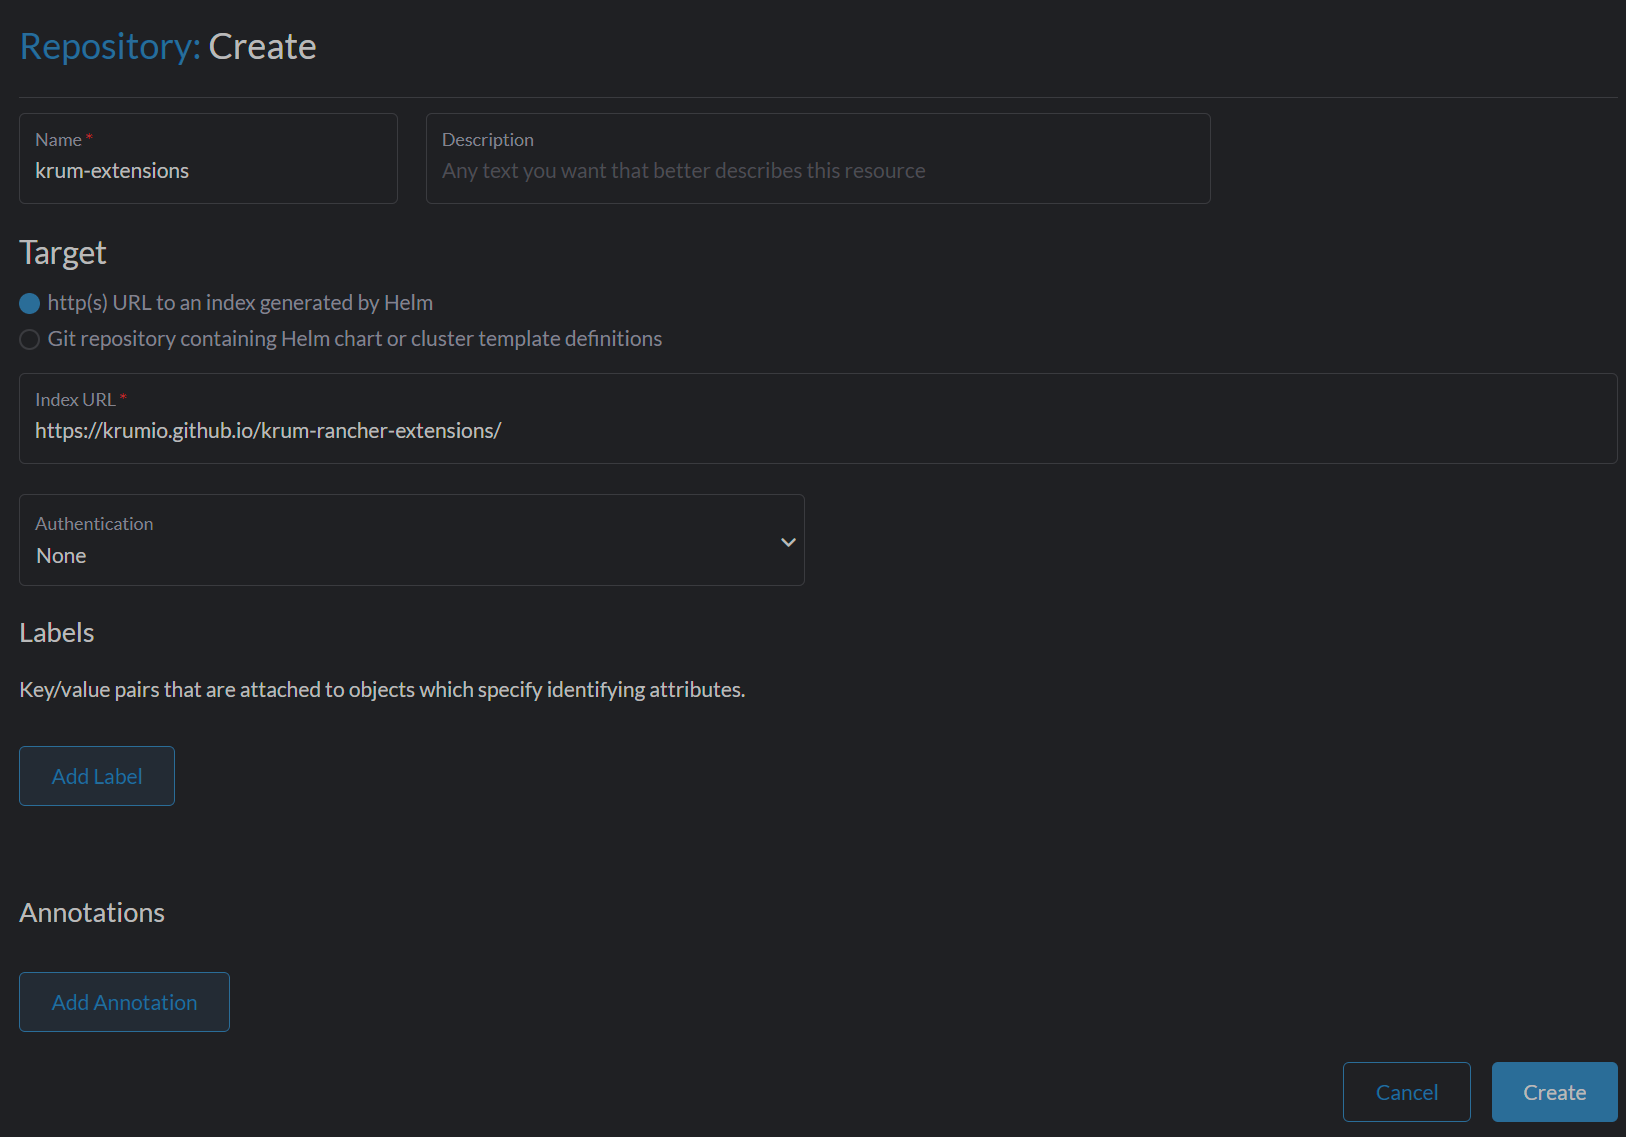 Repository: Create
Name *
krum-extensions
Description
Any text you want that better describes this resource
Target
http(s) URL to an index generated by Helm
Git repository containing Helm chart or cluster template definitions
Index URL *
https://krumio.github.io/krum-rancher-extensions/
Authentication
None
Labels
Key/value pairs that are attached to objects which specify identifying attributes.
Add Label
Annotations
Add Annotation
Cancel
Create